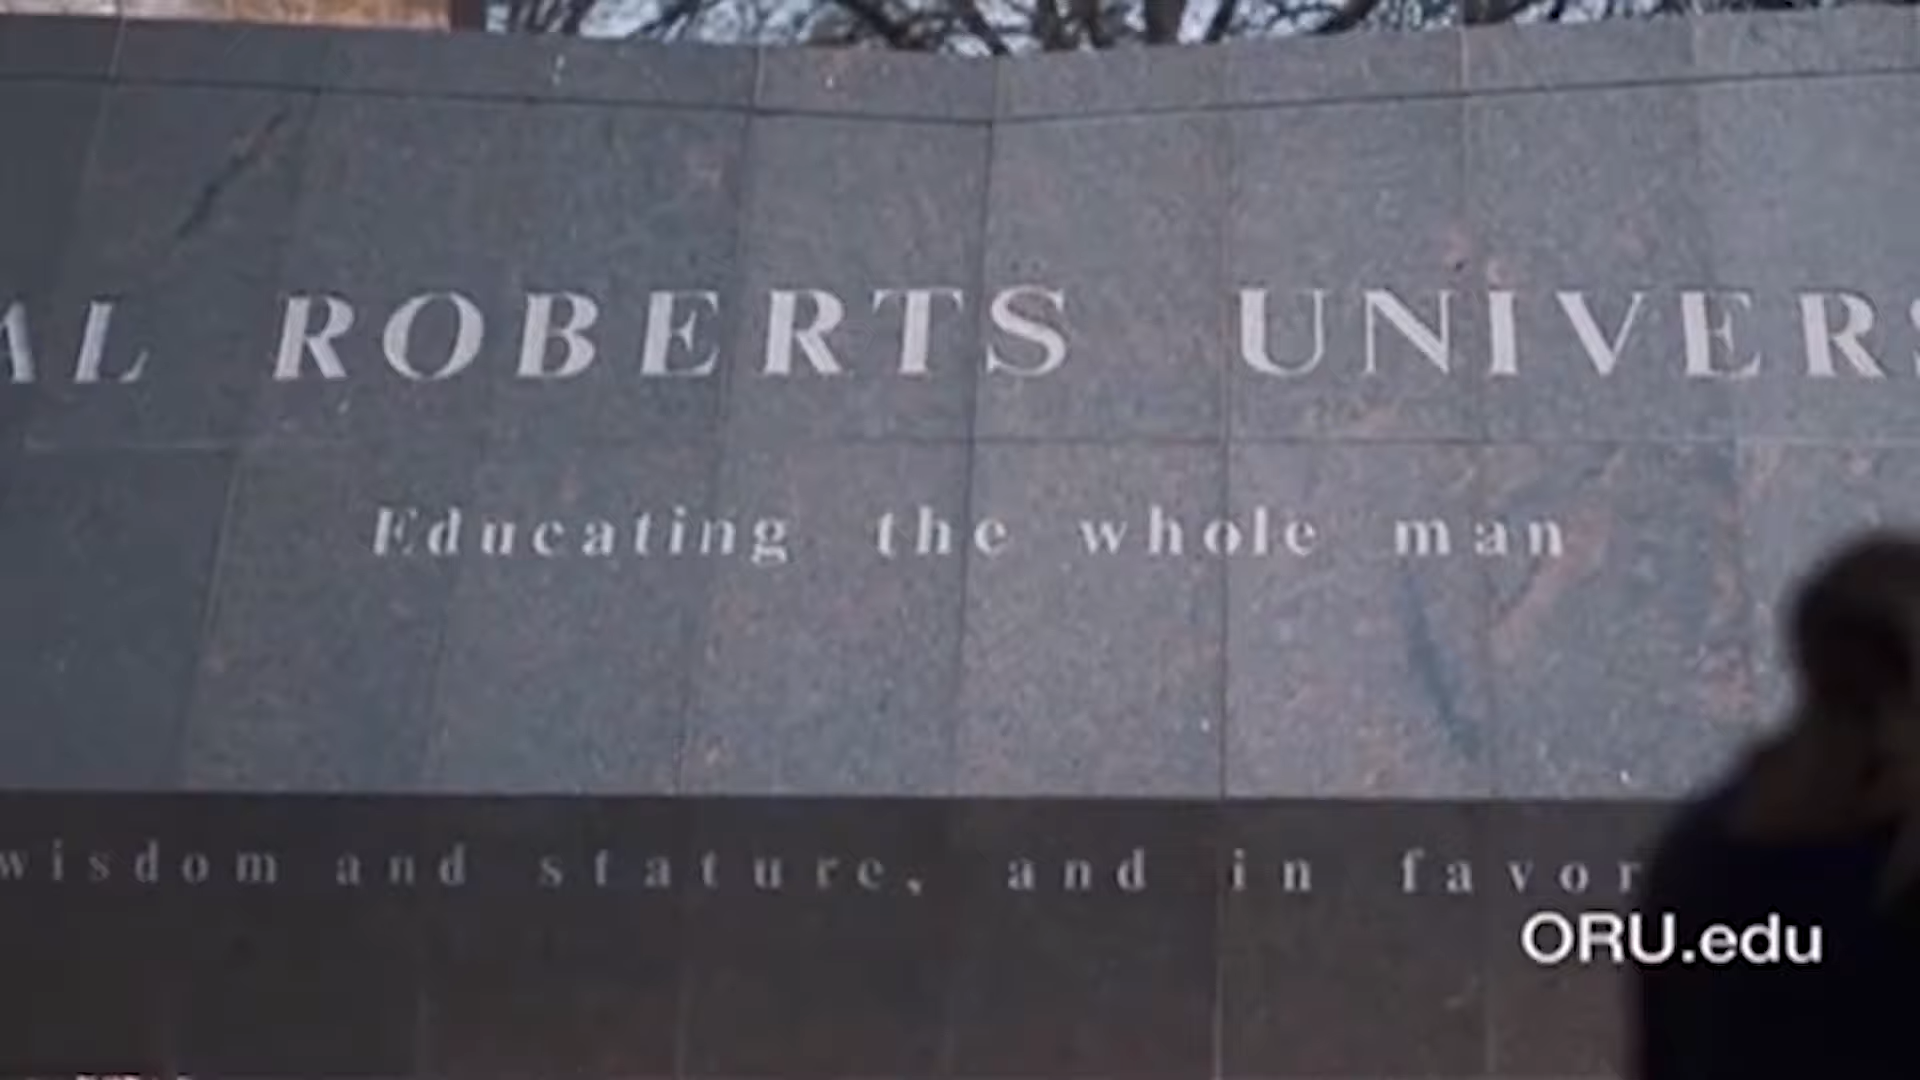 AL ROBERTS UNIVERS
Educating the whole man
wisdom and stature, and in favor
ORU.edu